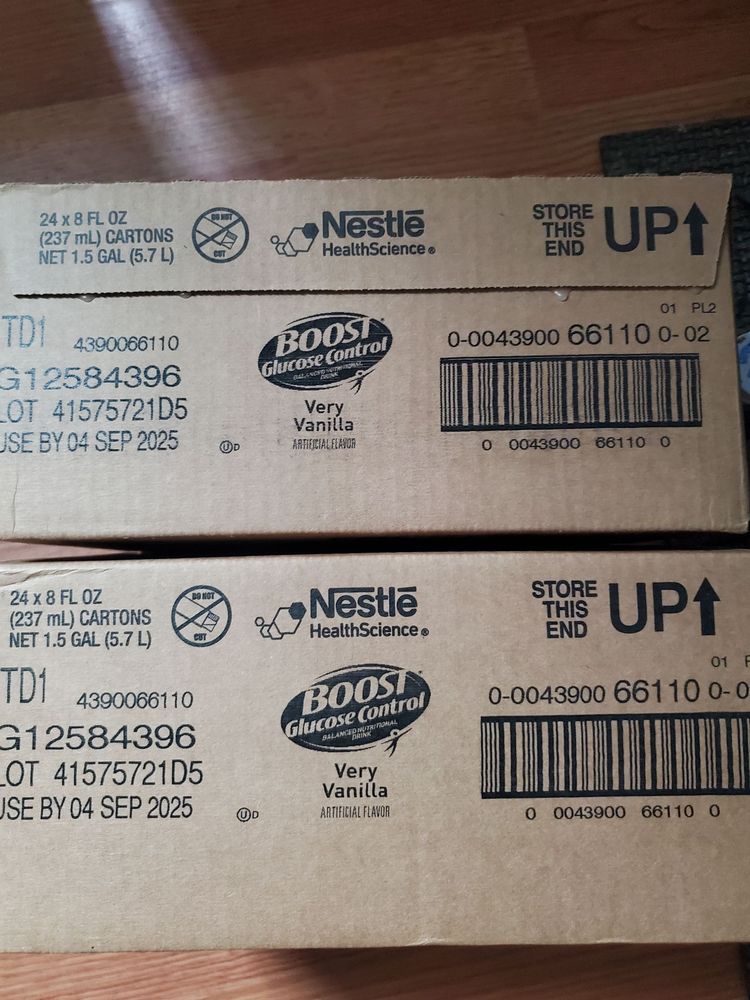 24 x 8 FL OZ
(237 mL) CARTONS
NET 1.5 GAL (5.7 L)
DO NOT
CUT
Nestlē
HealthScience®
STORE
THIS
END
UP
01 PL2
TD1 4390066110
G12584396
LOT 41575721D5
USE BY 04 SEP 2025
U D
BOOST
Glucose Control
BALANCED NUTRITIONAL
DRINK
Very
Vanilla
ARTIFICIAL FLAVOR
0-0043900 66110 0-02
0 0043900 66110 0
24 x 8 FL OZ
(237 mL) CARTONS
NET 1.5 GAL (5.7 L)
DO NOT
CUT
Nestlē
HealthScience®
STORE
THIS
END
UP
01
TD1 4390066110
G12584396
LOT 41575721D5
USE BY 04 SEP 2025
U D
BOOST
Glucose Control
BALANCED NUTRITIONAL
DRINK
Very
Vanilla
ARTIFICIAL FLAVOR
0-0043900 66110 0-0
0 0043900 66110 0